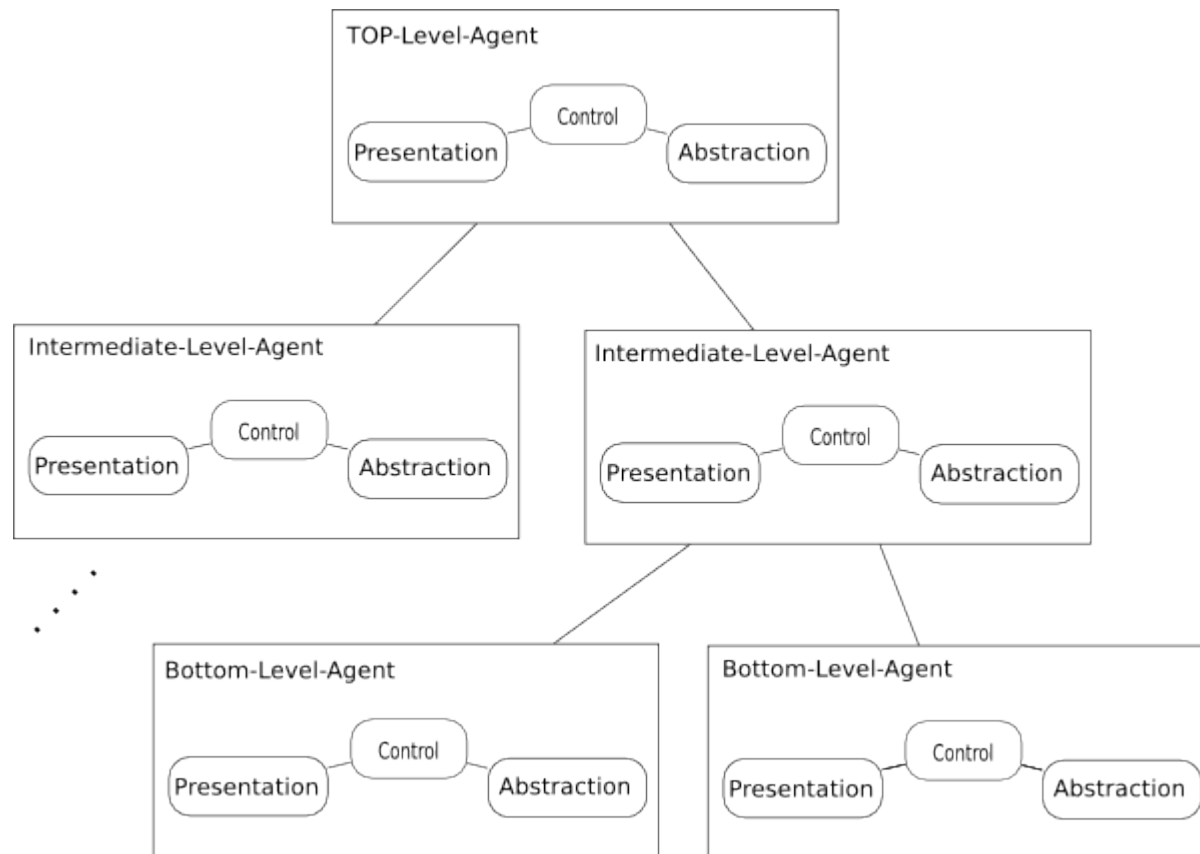 TOP-Level-Agent
Control
Presentation
Abstraction
Intermediate-Level-Agent
Control
Presentation
Abstraction
Intermediate-Level-Agent
Control
Presentation
Abstraction
Bottom-Level-Agent
Control
Presentation
Abstraction
Bottom-Level-Agent
Control
Presentation
Abstraction